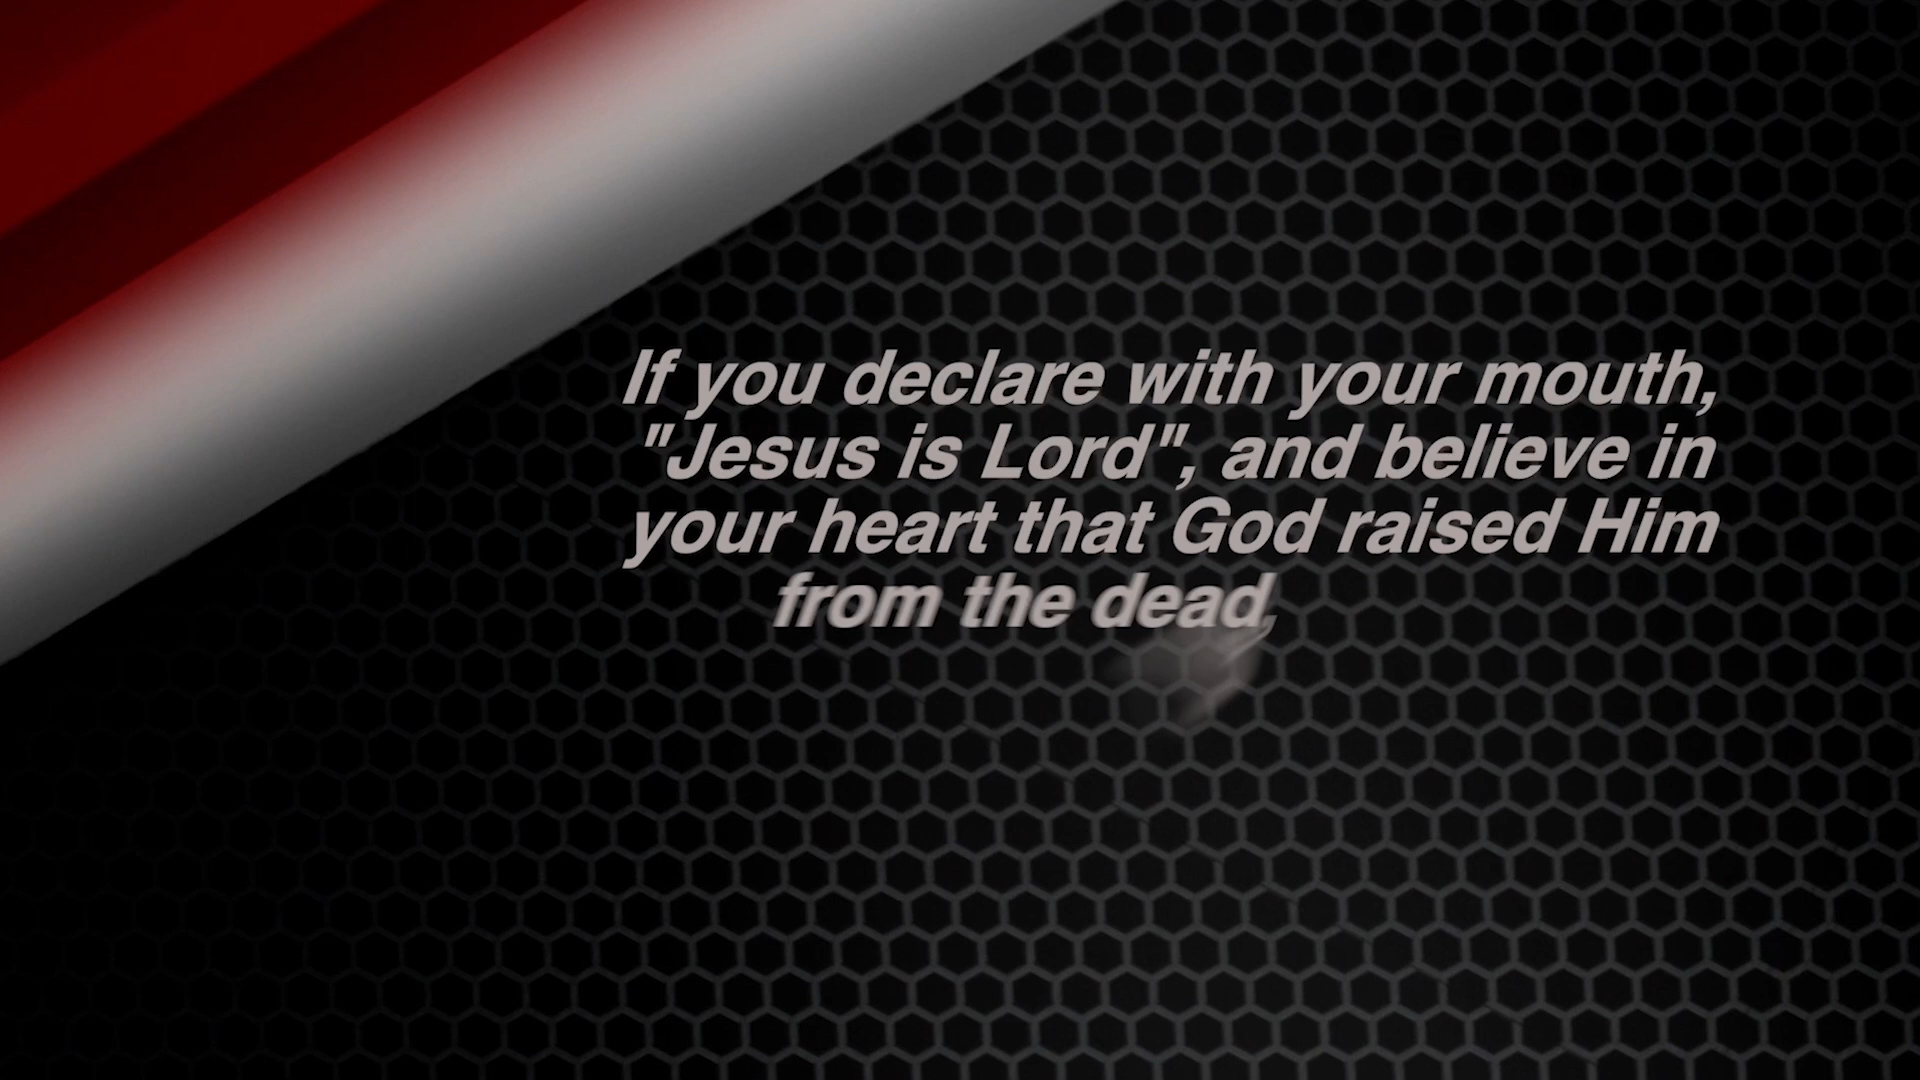 If you declare with your mouth,
"Jesus is Lord", and believe in
your heart that God raised Him
from the dead,